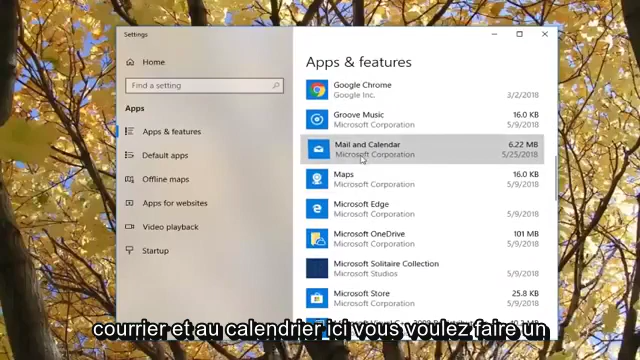 Settings
Home
Find a setting
Apps
Apps & features
Default apps
Offline maps
Apps for websites
Video playback
Startup
Apps & features
Google Chrome
Google Inc. 3/2/2018
Groove Music 16.0 KB
Microsoft Corporation 5/9/2018
Mail and Calendar 6.22 MB
Microsoft Corporation 5/25/2018
Maps 16.0 KB
Microsoft Corporation 5/9/2018
Microsoft Edge
Microsoft Corporation 5/9/2018
Microsoft OneDrive 101 MB
Microsoft Corporation 5/9/2018
Microsoft Solitaire Collection
Microsoft Studios 5/9/2018
Microsoft Store 25.8 KB
Microsoft Corporation 5/9/2018
courrier et au calendrier ici vous voulez faire un